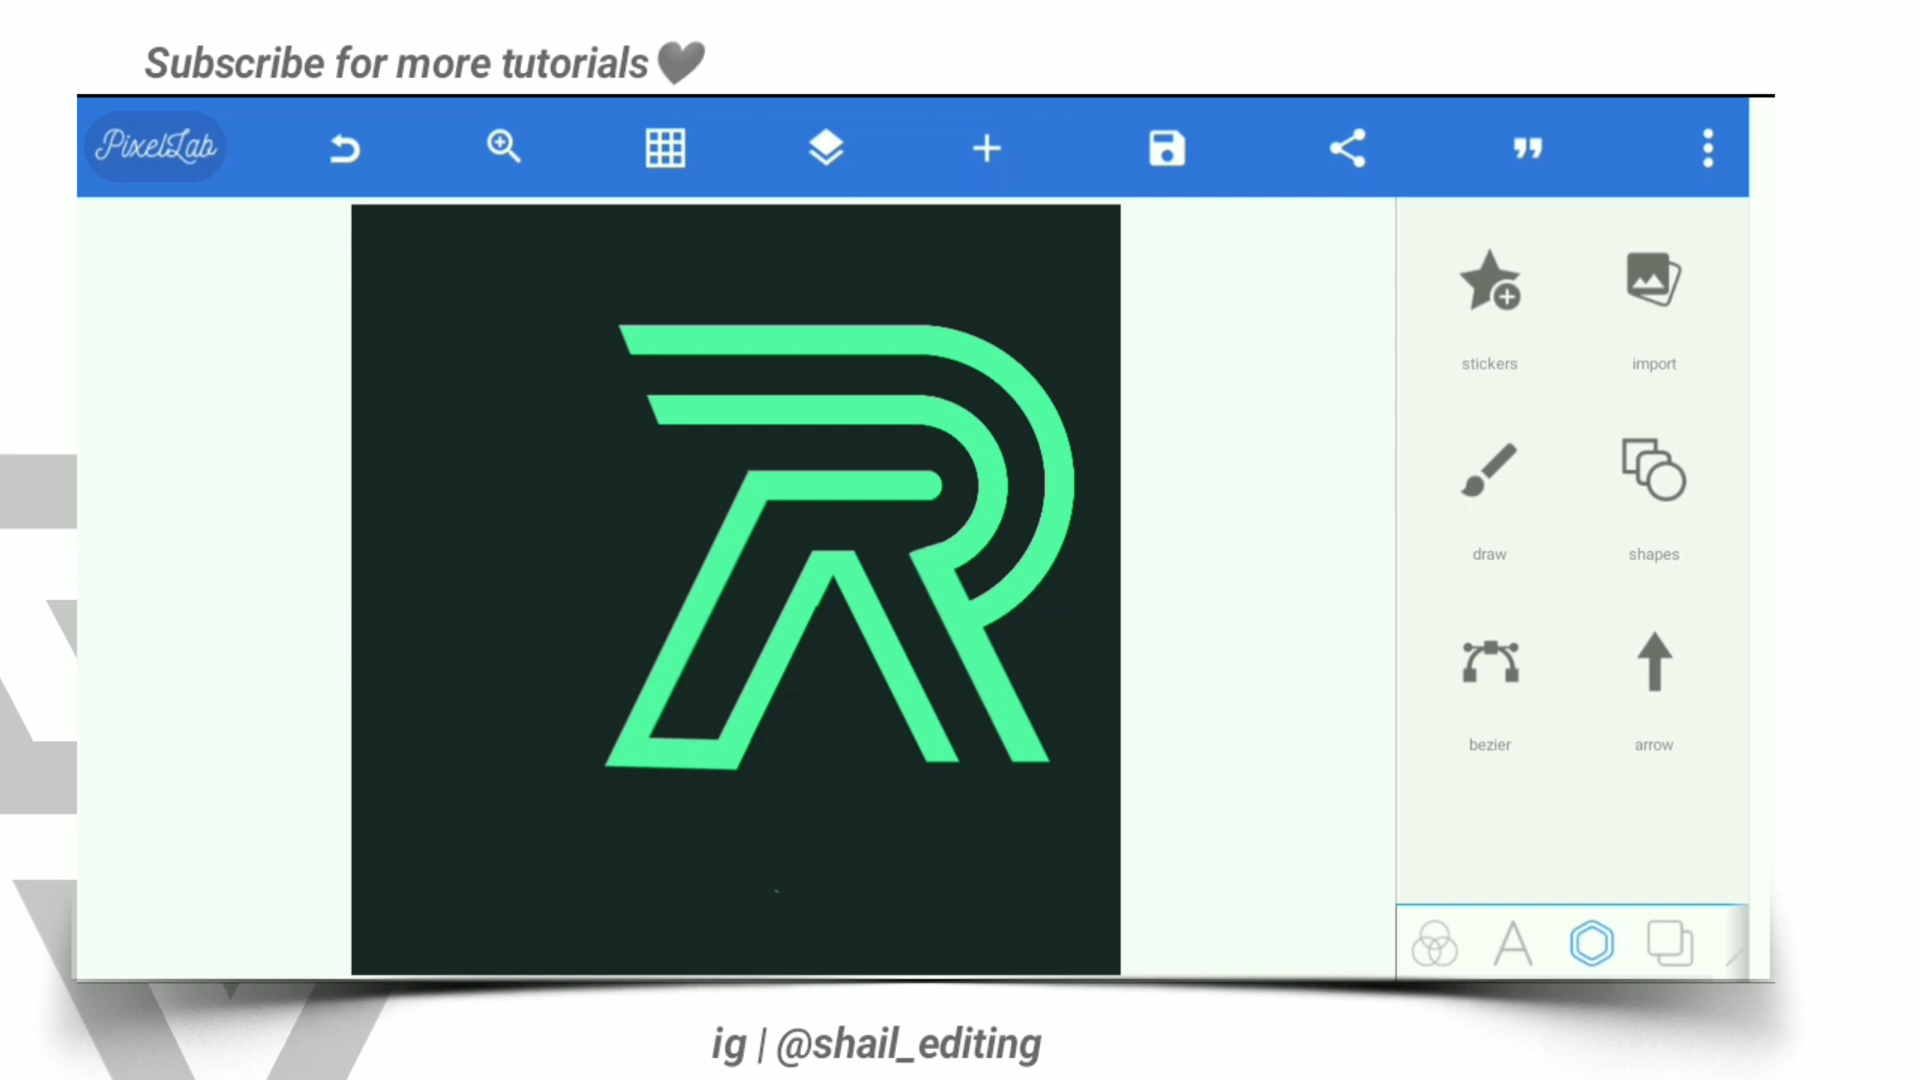 Subscribe for more tutorials🖤
PixelLab
stickers
import
draw
shapes
bezier
arrow
ig | @shail_editing